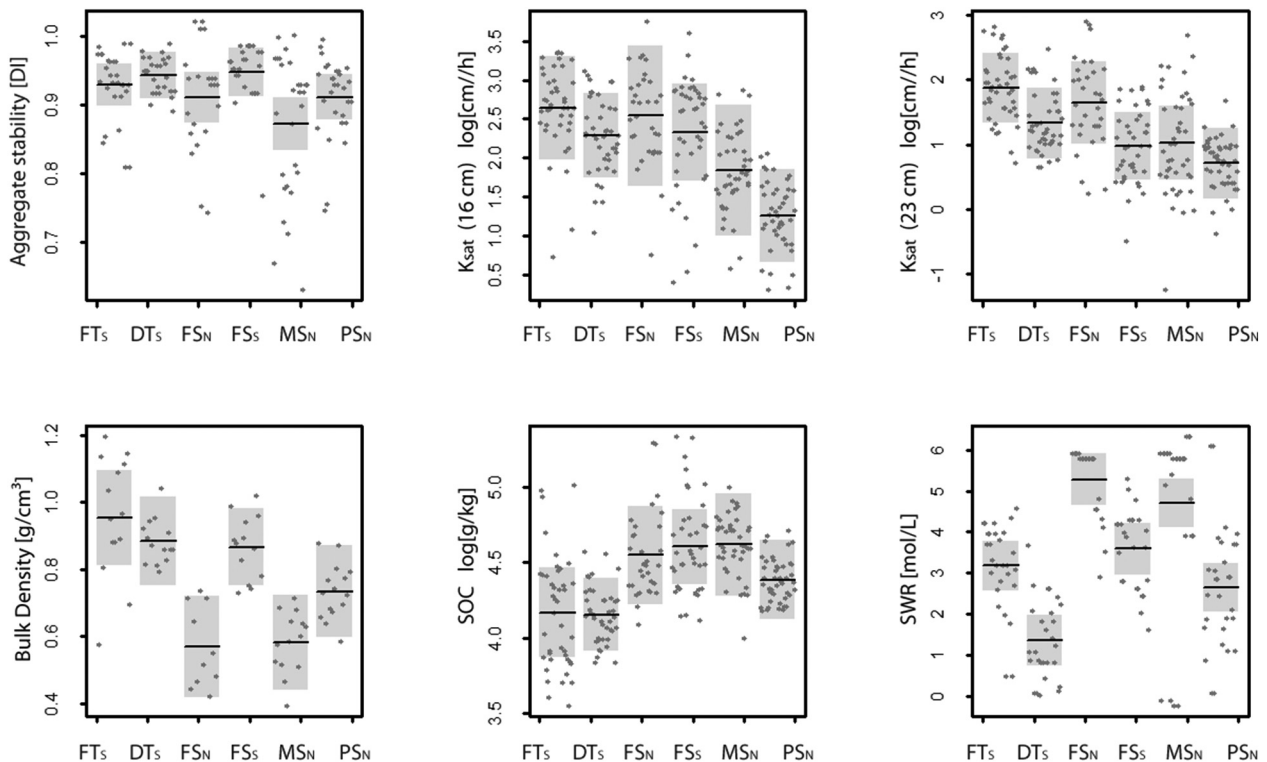 Aggregate stability [DI]
1.0
0.9
0.8
0.7
FTS DTS FSN FSS MSN PSN
Ksat (16 cm) log[cm//h]
3.5
3.0
2.5
2.0
1.5
1.0
0.5
FTS DTS FSN FSS MSN PSN
Ksat (23 cm) log[cm//h]
3
2
1
0
-1
FTS DTS FSN FSS MSN PSN
Bulk Density [g/cm³]
1.2
1.0
0.8
0.6
0.4
FTS DTS FSN FSS MSN PSN
SOC log[g/kg]
5.0
4.5
4.0
3.5
FTS DTS FSN FSS MSN PSN
SWR [mol/L]
6
5
4
3
2
1
0
FTS DTS FSN FSS MSN PSN